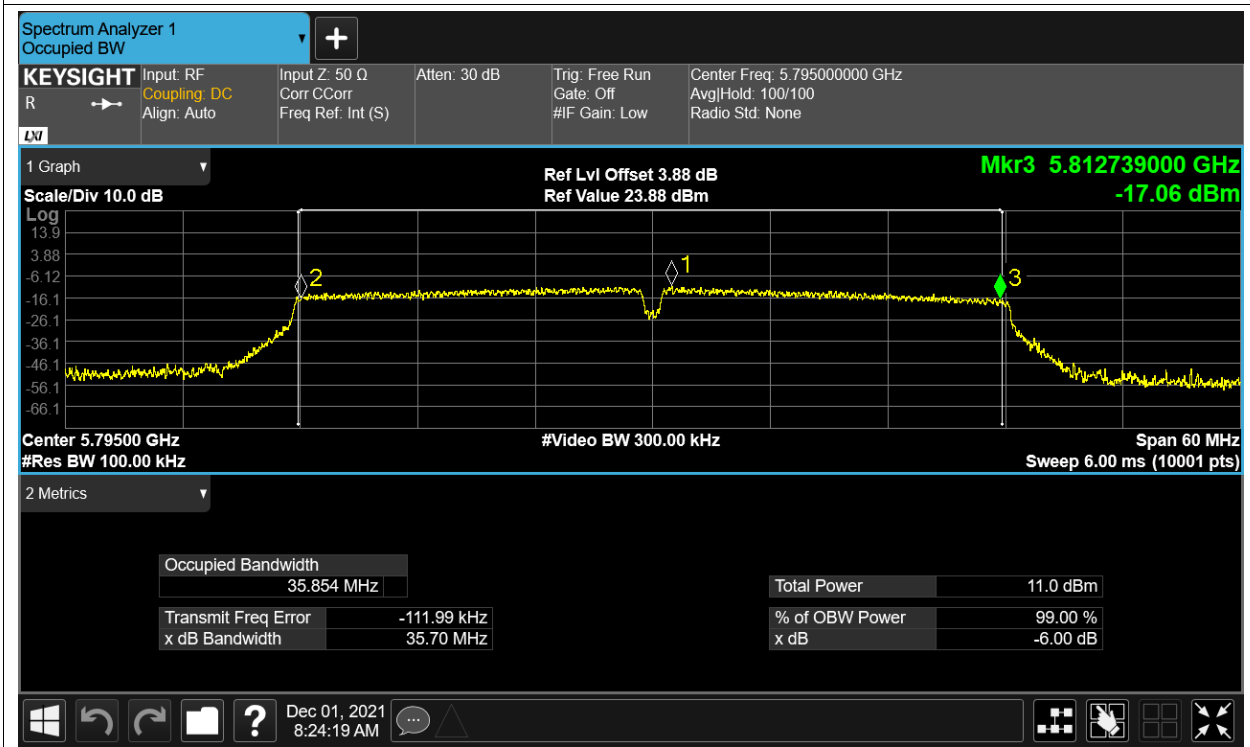 Spectrum Analyzer 1
Occupied BW
KEYSIGHT
R
LXI
Input: RF
Coupling: DC
Align: Auto
Input Z: 50 Ω
Corr CCorr
Freq Ref: Int (S)
Atten: 30 dB
Trig: Free Run
Gate: Off
#IF Gain: Low
Center Freq: 5.795000000 GHz
Avg|Hold: 100/100
Radio Std: None
1 Graph
Scale/Div 10.0 dB
Ref Lvl Offset 3.88 dB
Ref Value 23.88 dBm
Mkr3 5.812739000 GHz
-17.06 dBm
Log
13.9
3.88
-6.12
-16.1
-26.1
-36.1
-46.1
-56.1
-66.1
2
1
3
Center 5.79500 GHz
#Res BW 100.00 kHz
#Video BW 300.00 kHz
Span 60 MHz
Sweep 6.00 ms (10001 pts)
2 Metrics
Occupied Bandwidth
35.854 MHz
Transmit Freq Error -111.99 kHz
x dB Bandwidth 35.70 MHz
Total Power 11.0 dBm
% of OBW Power 99.00 %
x dB -6.00 dB
?
Dec 01, 2021
8:24:19 AM